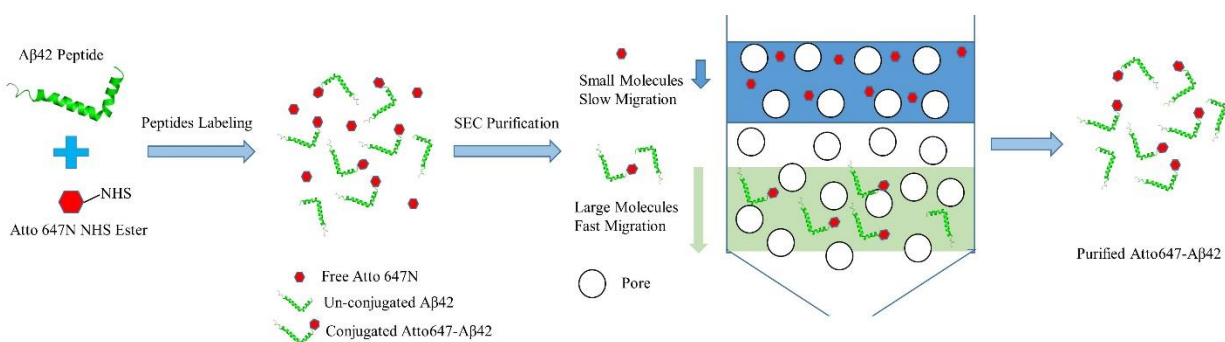 Aβ42 Peptide
NHS
Atto 647N NHS Ester
Peptides Labeling
Free Atto 647N
Un-conjugated Aβ42
Conjugated Atto647-Aβ42
SEC Purification
Small Molecules
Slow Migration
Large Molecules
Fast Migration
Pore
Purified Atto647-Aβ42